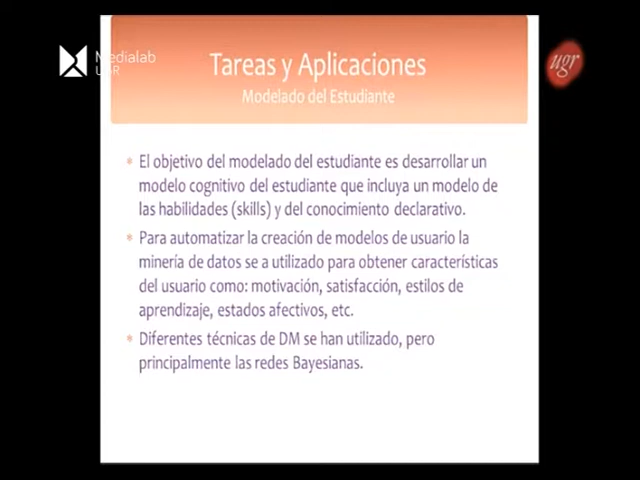 Medialab
UGR
Tareas y Aplicaciones
ugr
Modelado del Estudiante
* El objetivo del modelado del estudiante es desarrollar un
modelo cognitivo del estudiante que incluya un modelo de
las habilidades (skills) y del conocimiento declarativo.
* Para automatizar la creación de modelos de usuario la
minería de datos se a utilizado para obtener características
del usuario como: motivación, satisfacción, estilos de
aprendizaje, estados afectivos, etc.
* Diferentes técnicas de DM se han utilizado, pero
principalmente las redes Bayesianas.